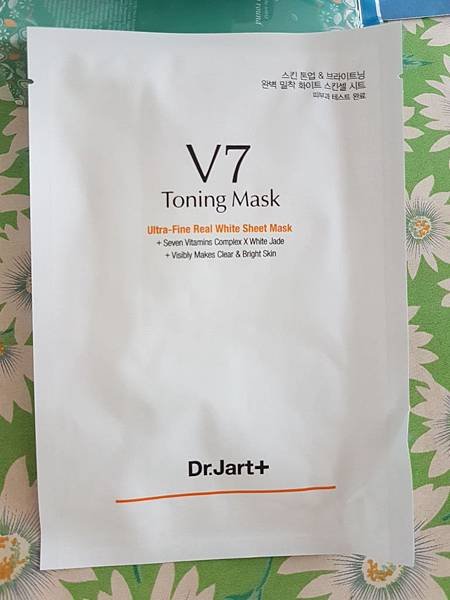 스킨 톤업 & 브라이트닝
완벽 밀착 화이트 스킨셀 시트
피부과 테스트 완료
V7
Toning Mask
Ultra-Fine Real White Sheet Mask
+ Seven Vitamins Complex X White Jade
+ Visibly Makes Clear & Bright Skin
Dr.Jart+